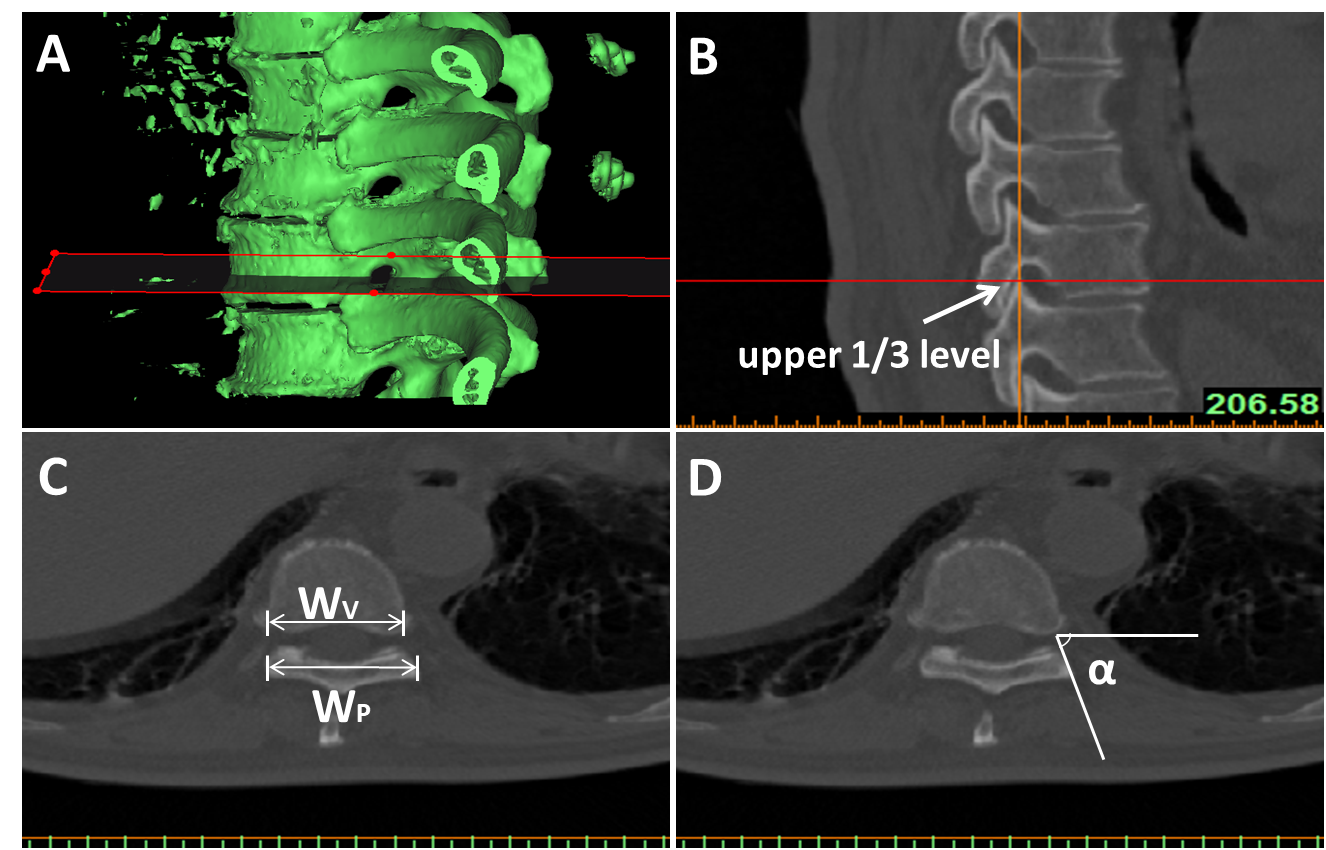 A
B
upper 1/3 level
206.58
C
WV
WP
D
α